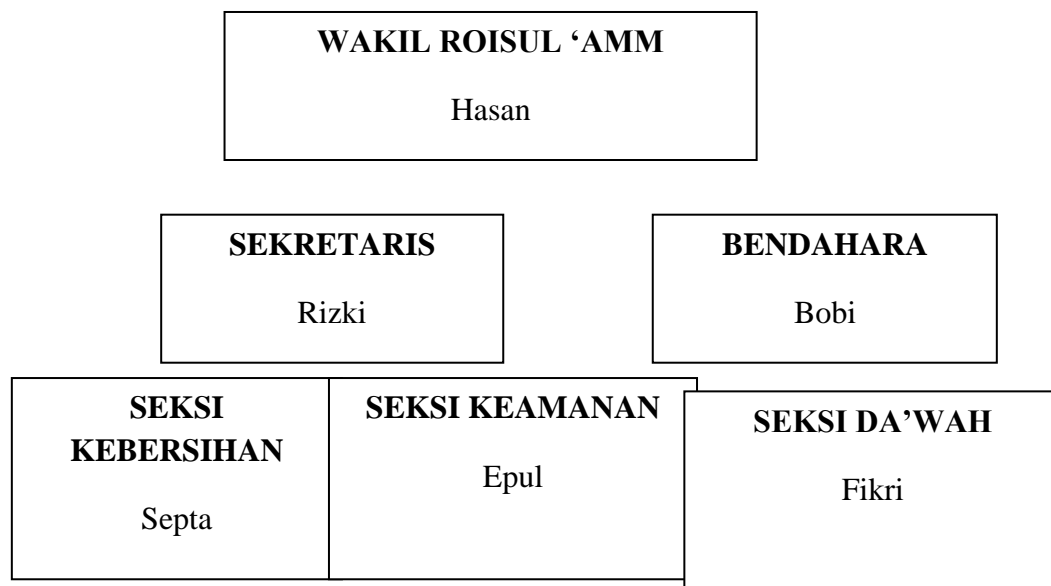 WAKIL ROISUL ‘AMM
Hasan
SEKRETARIS
Rizki
BENDAHARA
Bobi
SEKSI
KEBERSIHAN
Septa
SEKSI KEAMANAN
Epul
SEKSI DA’WAH
Fikri